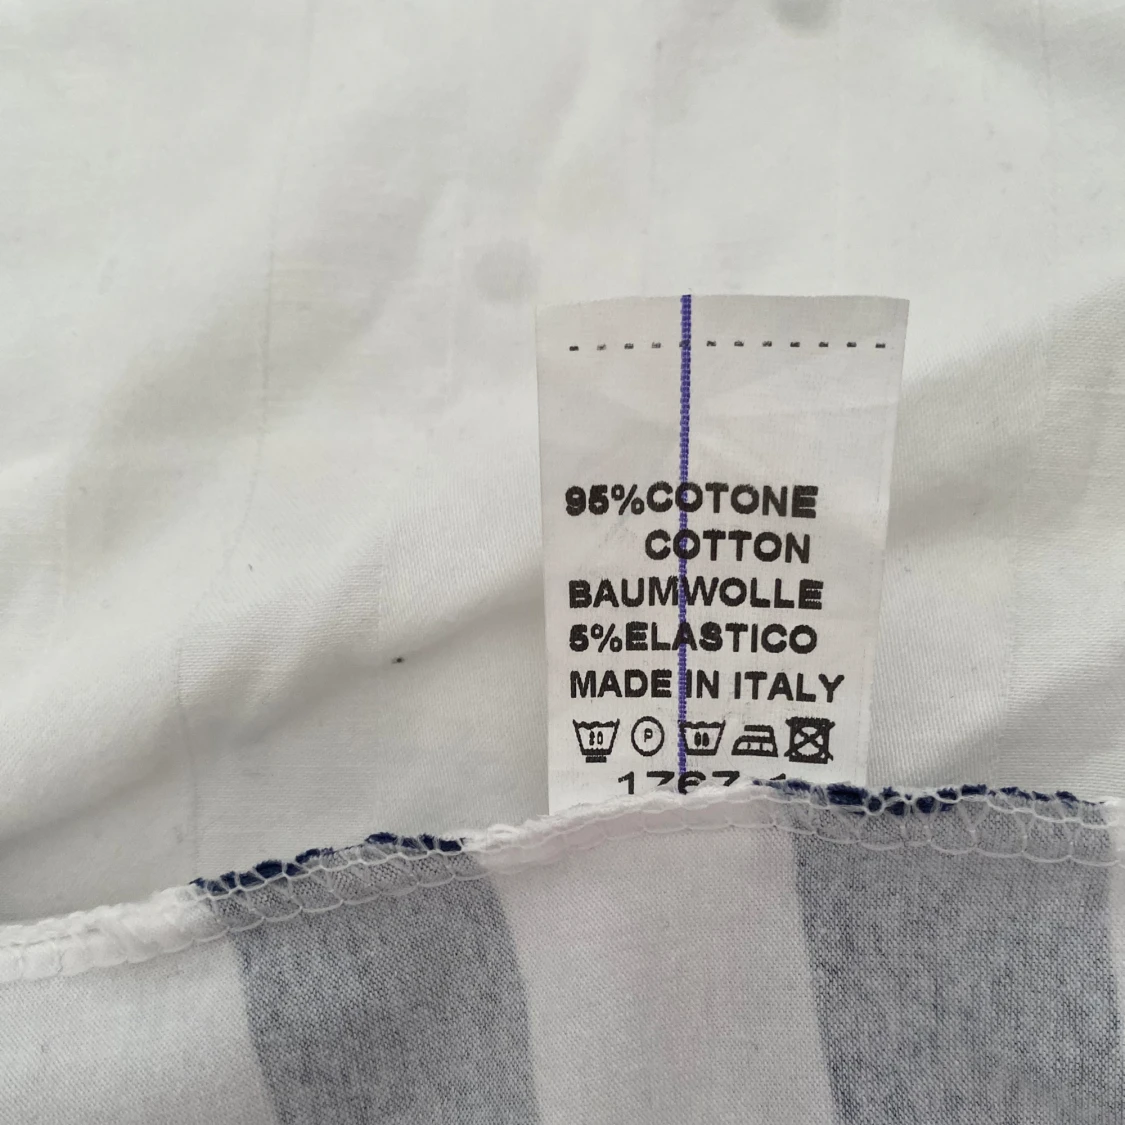 95%COTONE
COTTON
BAUMWOLLE
5%ELASTICO
MADE IN ITALY
P